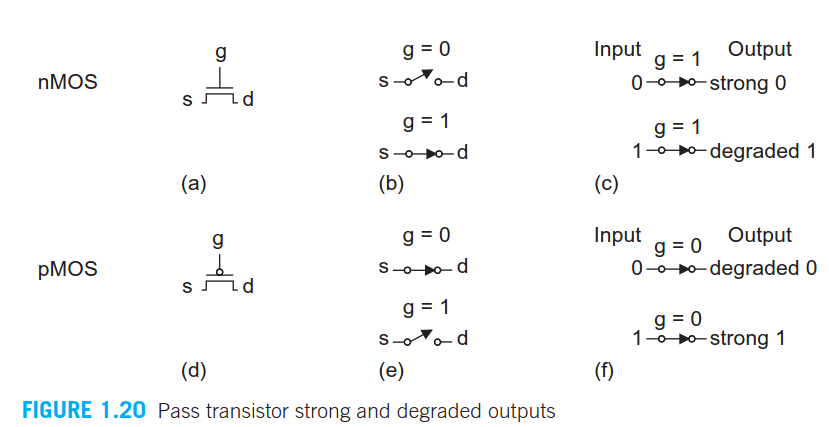 g
g = 0
Input
g = 1
Output
nMOS
s
d
s
d
0
strong 0
g = 1
g = 1
s
d
1
degraded 1
(a)
(b)
(c)
g
g = 0
Input
g = 0
Output
pMOS
s
d
s
d
0
degraded 0
g = 1
g = 0
s
d
1
strong 1
(d)
(e)
(f)
FIGURE 1.20 Pass transistor strong and degraded outputs